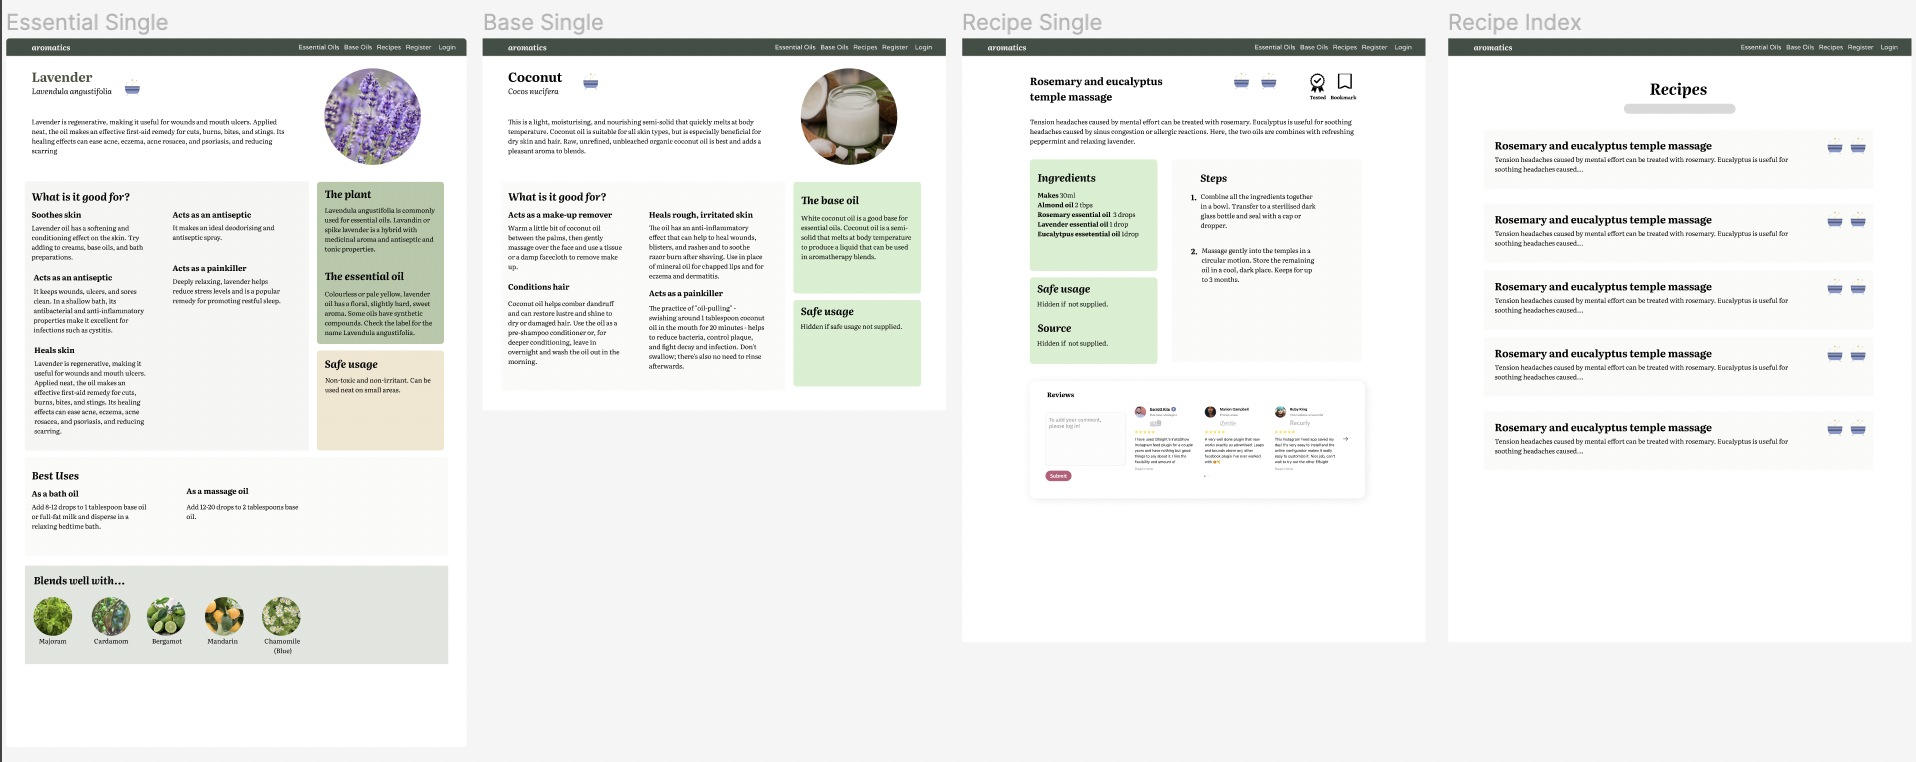 Essential Single
aromatics
Essential Oils Base Oils Recipes Register Login
Lavender
Lavendula angustifolia
Lavender is regenerative, making it useful for wounds and mouth ulcers. Applied
neat, the oil makes an effective first-aid remedy for cuts, burns, bites, and stings. Its
healing effects can ease acne, eczema, acne rosacea, and psoriasis, and reducing
scarring
What is it good for?
Soothes skin
Lavender oil has a softening and
conditioning effect on the skin. Try
adding to creams, base oils, and bath
preparations.
Acts as an antiseptic
It keeps wounds, ulcers, and sores
clean. In a shallow bath, its
antibacterial and anti-inflammatory
properties make it excellent for
infections such as cystitis.
Heals skin
Lavender is regenerative, making it
useful for wounds and mouth ulcers.
Applied neat, the oil makes an
effective first-aid remedy for cuts,
burns, bites, and stings. Its healing
effects can ease acne, eczema, acne
rosacea, and psoriasis, and reducing
scarring.
Acts as an antiseptic
It makes an ideal deodorising and
antiseptic spray.
Acts as a painkiller
Deeply relaxing, lavender helps
reduce stress levels and is a popular
remedy for promoting restful sleep.
The plant
Lavendula angustifolia is commonly
used for essential oils. Lavandin or
spike lavender is a hybrid with
medicinal aroma and antiseptic and
tonic properties.
The essential oil
Colourless or pale yellow, lavender
oil has a floral, slightly hard, sweet
aroma. Some oils have synthetic
compounds. Check the label for the
name Lavendula angustifolia.
Safe usage
Non-toxic and non-irritant. Can be
used neat on small areas.
Best Uses
As a bath oil
Add 8-12 drops to 1 tablespoon base oil
or full-fat milk and disperse in a
relaxing bedtime bath.
As a massage oil
Add 12-20 drops to 2 tablespoons base
oil.
Blends well with...
Majoram
Cardamom
Bergamot
Mandarin
Chamomile
(Blue)
Base Single
aromatics
Essential Oils Base Oils Recipes Register Login
Coconut
Cocos nucifera
This is a light, moisturising, and nourishing semi-solid that quickly melts at body
temperature. Coconut oil is suitable for all skin types, but is especially beneficial for
dry skin and hair. Raw, unrefined, unbleached organic coconut oil is best and adds a
pleasant aroma to blends.
What is it good for?
Acts as a make-up remover
Warm a little bit of coconut oil
between the palms, then gently
massage over the face and use a tissue
or a damp facecloth to remove make
up.
Conditions hair
Coconut oil helps combar dandruff
and can restore lustre and shine to
dry or damaged hair. Use the oil as a
pre-shampoo conditioner or, for
deeper conditioning, leave in
overnight and wash the oil out in the
morning.
Heals rough, irritated skin
The oil has an anti-inflammatory
effect that can help to heal wounds,
blisters, and rashes and to soothe
razor burn after shaving. Use in place
of mineral oil for chapped lips and for
eczema and dermatitis.
Acts as a painkiller
The practice of "oil-pulling" -
swishing around 1 tablespoon coconut
oil in the mouth for 20 minutes - helps
to reduce bacteria, control plaque,
and fight decay and infection. Don't
swallow; there's also no need to rinse
afterwards.
The base oil
White coconut oil is a good base for
essential oils. Coconut oil is a semi-
solid that melts at body temperature
to produce a liquid that can be used
in aromatherapy blends.
Safe usage
Hidden if safe usage not supplied.
Recipe Single
aromatics
Essential Oils Base Oils Recipes Register Login
Rosemary and eucalyptus
temple massage
Tested
Bookmark
Tension headaches caused by mental effort can be treated with rosemary. Eucalyptus is useful for
headaches caused by sinus congestion or allergic reactions. Here, the two oils are combines with refreshing
peppermint and relaxing lavender.
Ingredients
Makes 30ml
Almond oil 2 tbps
Rosemary essential oil 3 drops
Lavender essential oil 1 drop
Eucalytpus essetential oil 1drop
Safe usage
Hidden if not supplied.
Source
Hidden if not supplied.
Steps
1. Combine all the ingredients together
in a bowl. Transfer to a sterilised dark
glass bottle and seal with a cap or
dropper.
2. Massage gently into the temples in a
circular motion. Store the remaining
oil in a cool, dark place. Keeps for up
to 3 months.
Reviews
To add your comment,
please log in!
Submit
Marion Campbell
Ruby King
Recurly
Read more
Read more
Recipe Index
aromatics
Essential Oils Base Oils Recipes Register Login
Recipes
Rosemary and eucalyptus temple massage
Tension headaches caused by mental effort can be treated with rosemary. Eucalyptus is useful for
soothing headaches caused....
Rosemary and eucalyptus temple massage
Tension headaches caused by mental effort can be treated with rosemary. Eucalyptus is useful for
soothing headaches caused....
Rosemary and eucalyptus temple massage
Tension headaches caused by mental effort can be treated with rosemary. Eucalyptus is useful for
soothing headaches caused....
Rosemary and eucalyptus temple massage
Tension headaches caused by mental effort can be treated with rosemary. Eucalyptus is useful for
soothing headaches caused....
Rosemary and eucalyptus temple massage
Tension headaches caused by mental effort can be treated with rosemary. Eucalyptus is useful for
soothing headaches caused....